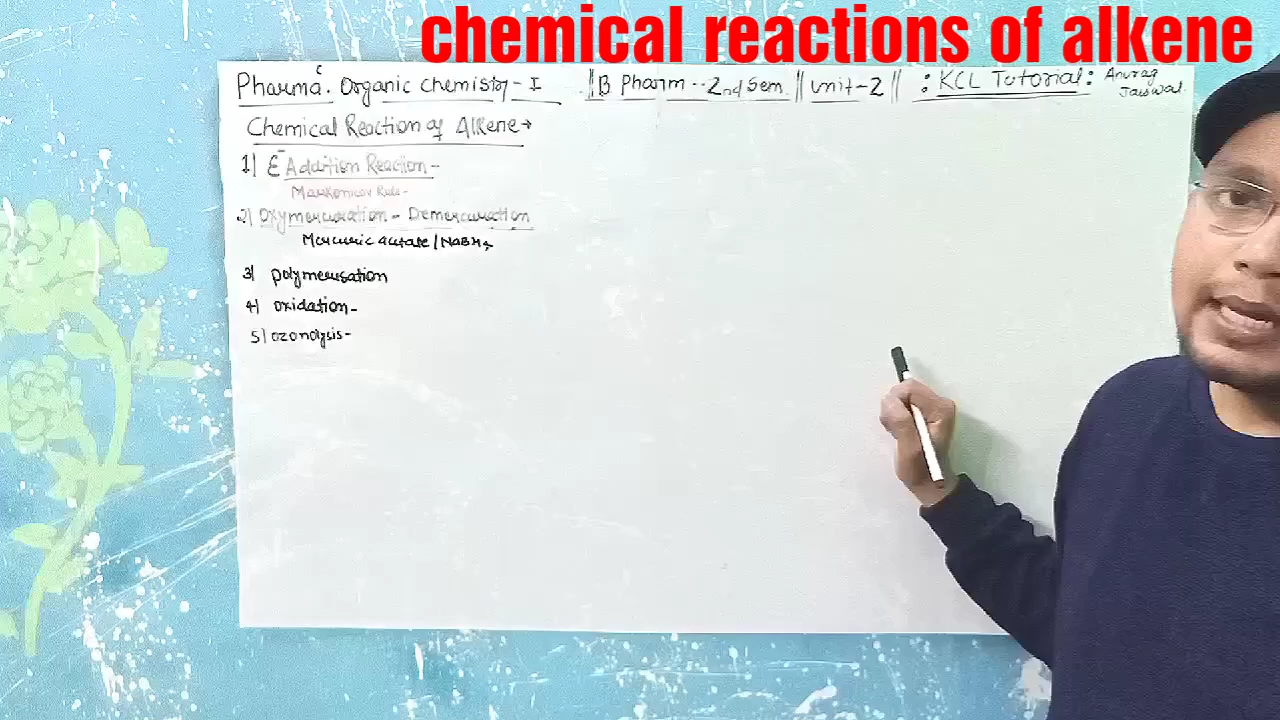 chemical reactions of alkene
Pharma. Organic Chemistry - I || B Pharm -- 2nd Sem. || Unit-2 || : KCL Tutorial : Anurag Jaiswal.
Chemical Reaction of Alkene →
1) E Addition Reaction -
Markonicov Rule -
2) Oxymercuration - Demercuration
Mercuric acetate / NaBH4
3) polymerisation
4) oxidation -
5) ozonolysis -